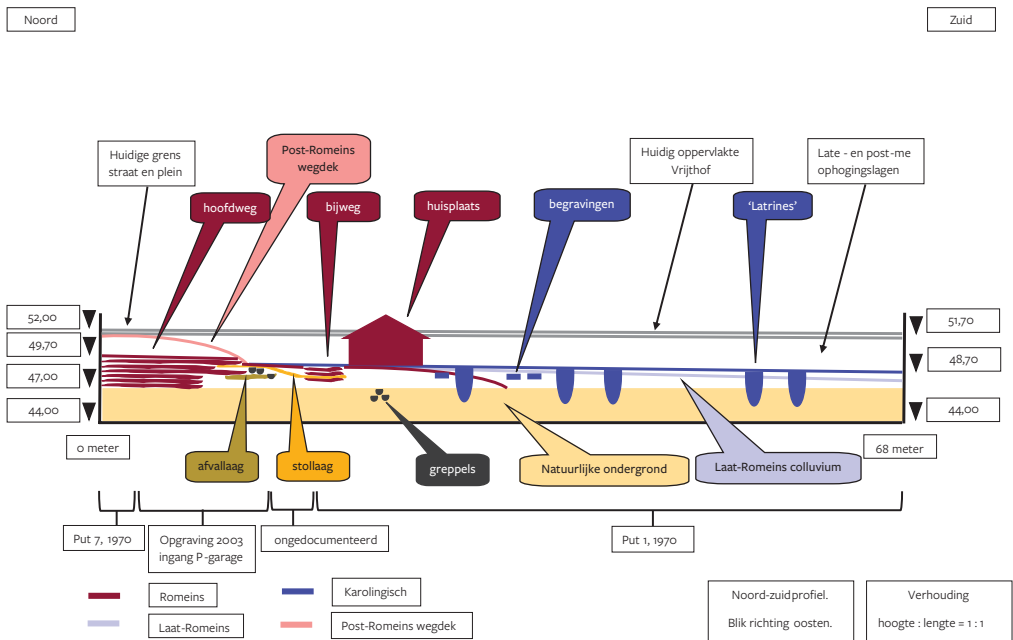 Noord
Zuid
Huidige grens
straat en plein
Post-Romeins
wegdek
Huidig oppervlakte
Vrijthof
Late - en post-me
ophogingslagen
hoofdweg
bijweg
huisplaats
begravingen
‘Latrines’
52,00
49,70
47,00
44,00
51,70
48,70
44,00
0 meter
68 meter
afvallaag
stollaag
greppels
Natuurlijke ondergrond
Laat-Romeins colluvium
Put 7, 1970
Opgraving 2003
ingang P-garage
ongedocumenteerd
Put 1, 1970
Romeins
Karolingisch
Laat-Romeins
Post-Romeins wegdek
Noord-zuidprofiel.
Blik richting oosten.
Verhouding
hoogte : lengte = 1 : 1